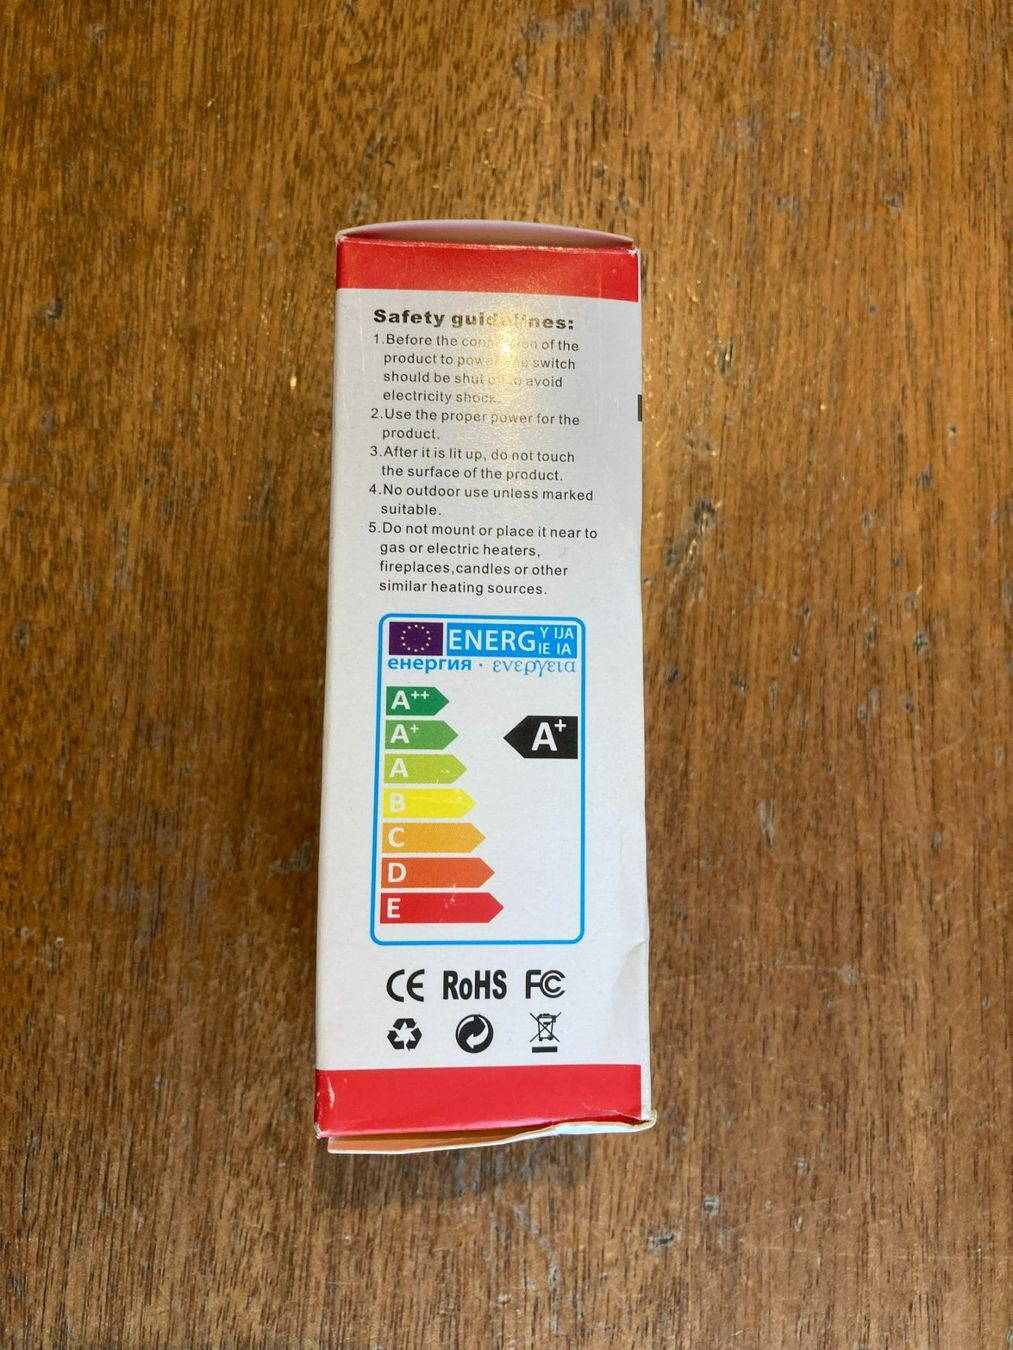 Safety guidelines:
1.Before the connection of the
product to power the switch
should be shut off to avoid
electricity shock.
2.Use the proper power for the
product.
3.After it is lit up, do not touch
the surface of the product.
4.No outdoor use unless marked
suitable.
5.Do not mount or place it near to
gas or electric heaters,
fireplaces,candles or other
similar heating sources.
ENERG Y IJA
IE IA
енергия · ενεργεια
A++
A+
A+
A
B
C
D
E
CE RoHS FC